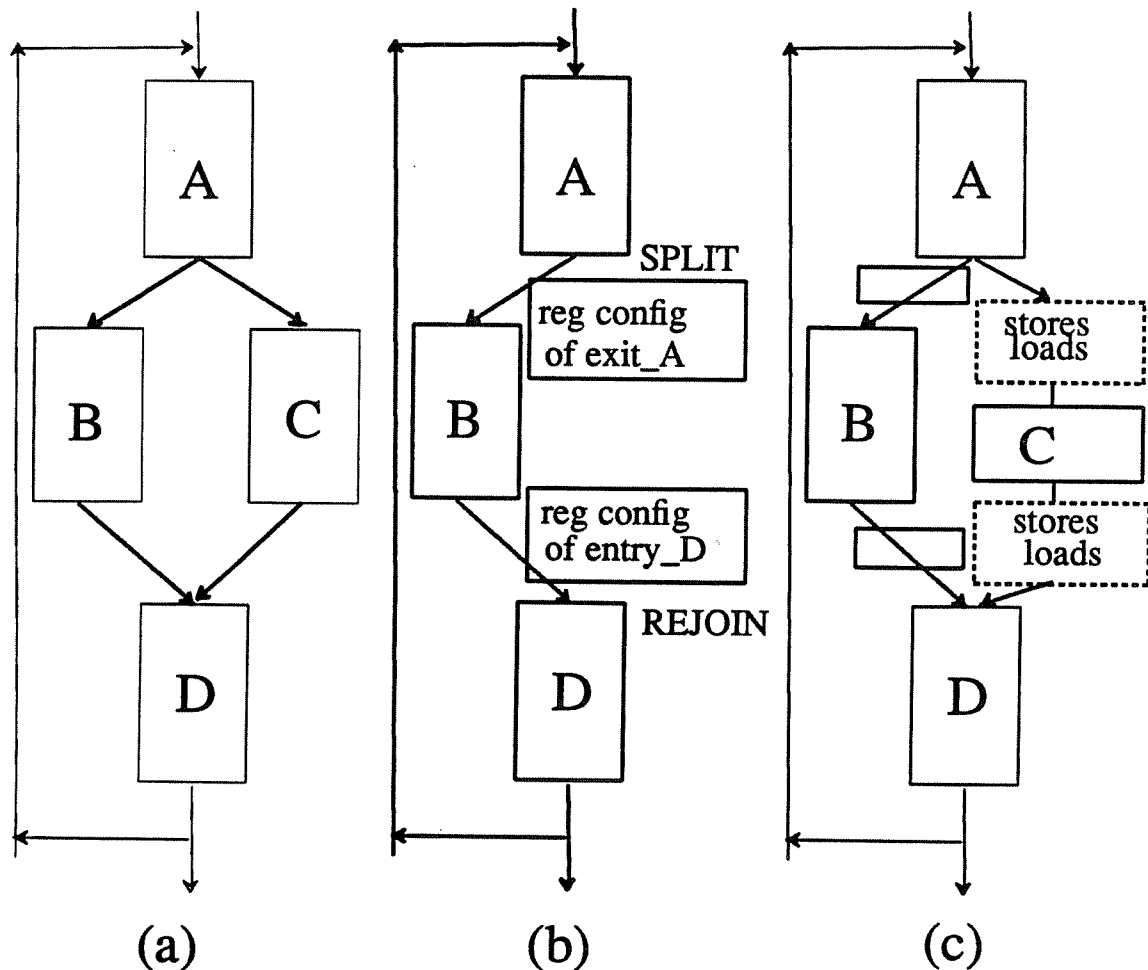 A
B
C
D
(a)
A
SPLIT
reg config
of exit_A
B
reg config
of entry_D
REJOIN
D
(b)
A
stores
loads
B
C
stores
loads
D
(c)